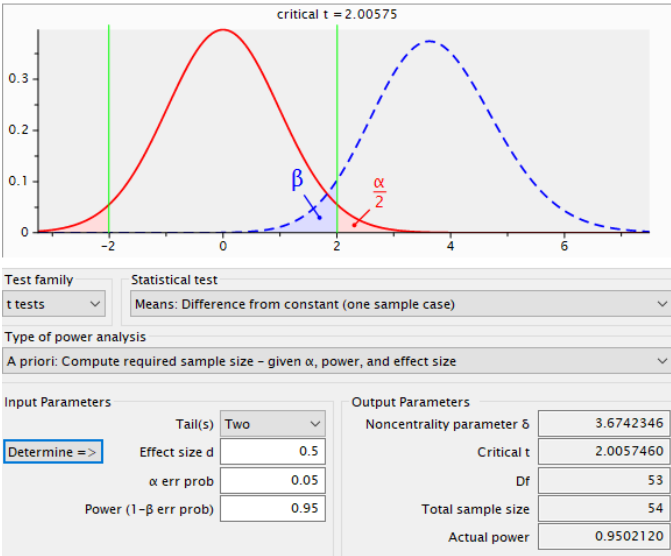 critical t = 2.00575
0.3
0.2
0.1
0
β
α
2
-2 0 2 4 6
Test family Statistical test
t tests Means: Difference from constant (one sample case)
Type of power analysis
A priori: Compute required sample size – given α, power, and effect size
Input Parameters Output Parameters
Tail(s) Two Noncentrality parameter δ 3.6742346
Determine => Effect size d 0.5 Critical t 2.0057460
α err prob 0.05 Df 53
Power (1-β err prob) 0.95 Total sample size 54
Actual power 0.9502120